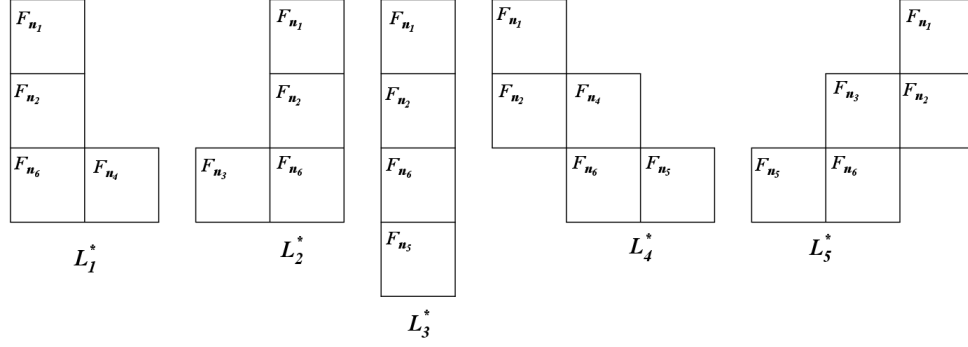 F_{n_1} F_{n_1} F_{n_1} F_{n_1} F_{n_1}
F_{n_2} F_{n_2} F_{n_2} F_{n_2} F_{n_4} F_{n_3} F_{n_2}
F_{n_6} F_{n_4} F_{n_3} F_{n_6} F_{n_6} F_{n_6} F_{n_5} F_{n_5} F_{n_6}
F_{n_5}
L_1^* L_2^* L_4^* L_5^*
L_3^*